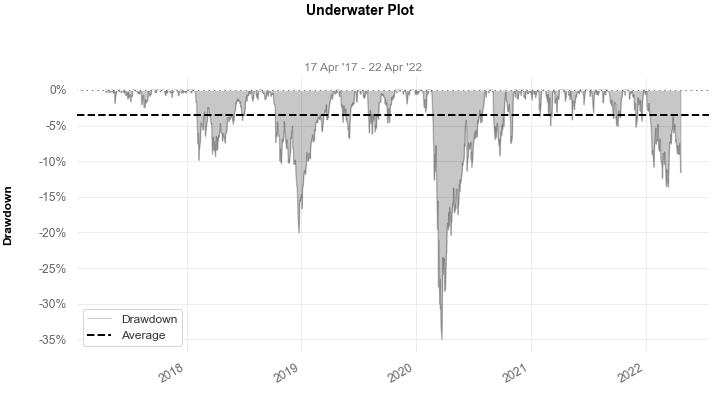 Underwater Plot
17 Apr '17 - 22 Apr '22
0%
-5%
-10%
-15%
-20%
-25%
-30%
-35%
Drawdown
Drawdown
Average
2018
2019
2020
2021
2022